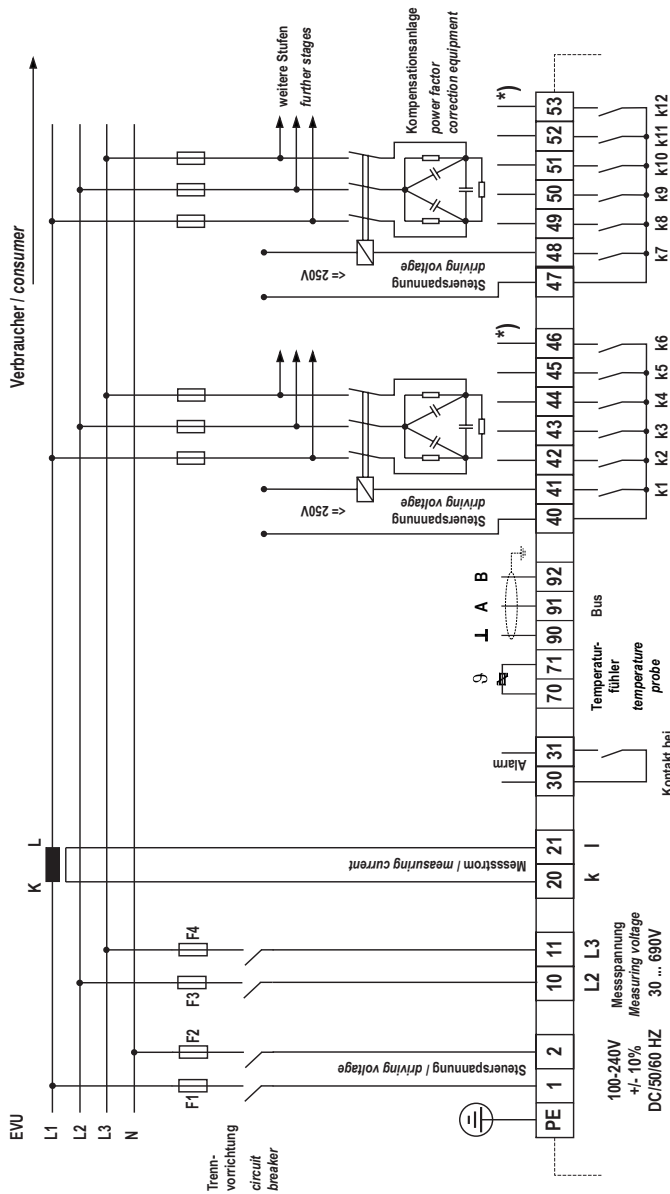 Verbraucher / consumer
EVU
L1
L2
L3
N
K
L
Trenn-
vorrichtung
circuit
breaker
F1
F2
F3
F4
Steuerspannung / driving voltage
Messstrom / measuring current
Alarm
ϑ
⊥
A
B
<= 250V
Steuerspannung
driving voltage
*)
<= 250V
Steuerspannung
driving voltage
weitere Stufen
further stages
Kompensationsanlage
power factor
correction equipment
*)
PE
1
2
10
11
20
21
30
31
70
71
90
91
92
40
41
42
43
44
45
46
47
48
49
50
51
52
53
100-240V
+/- 10%
DC/50/60 HZ
L2
L3
Messspannung
Measuring voltage
30 ... 690V
k
l
Kontakt bei
Temperatur-
fühler
temperature
probe
Bus
k1
k2
k3
k4
k5
k6
k7
k8
k9
k10
k11
k12